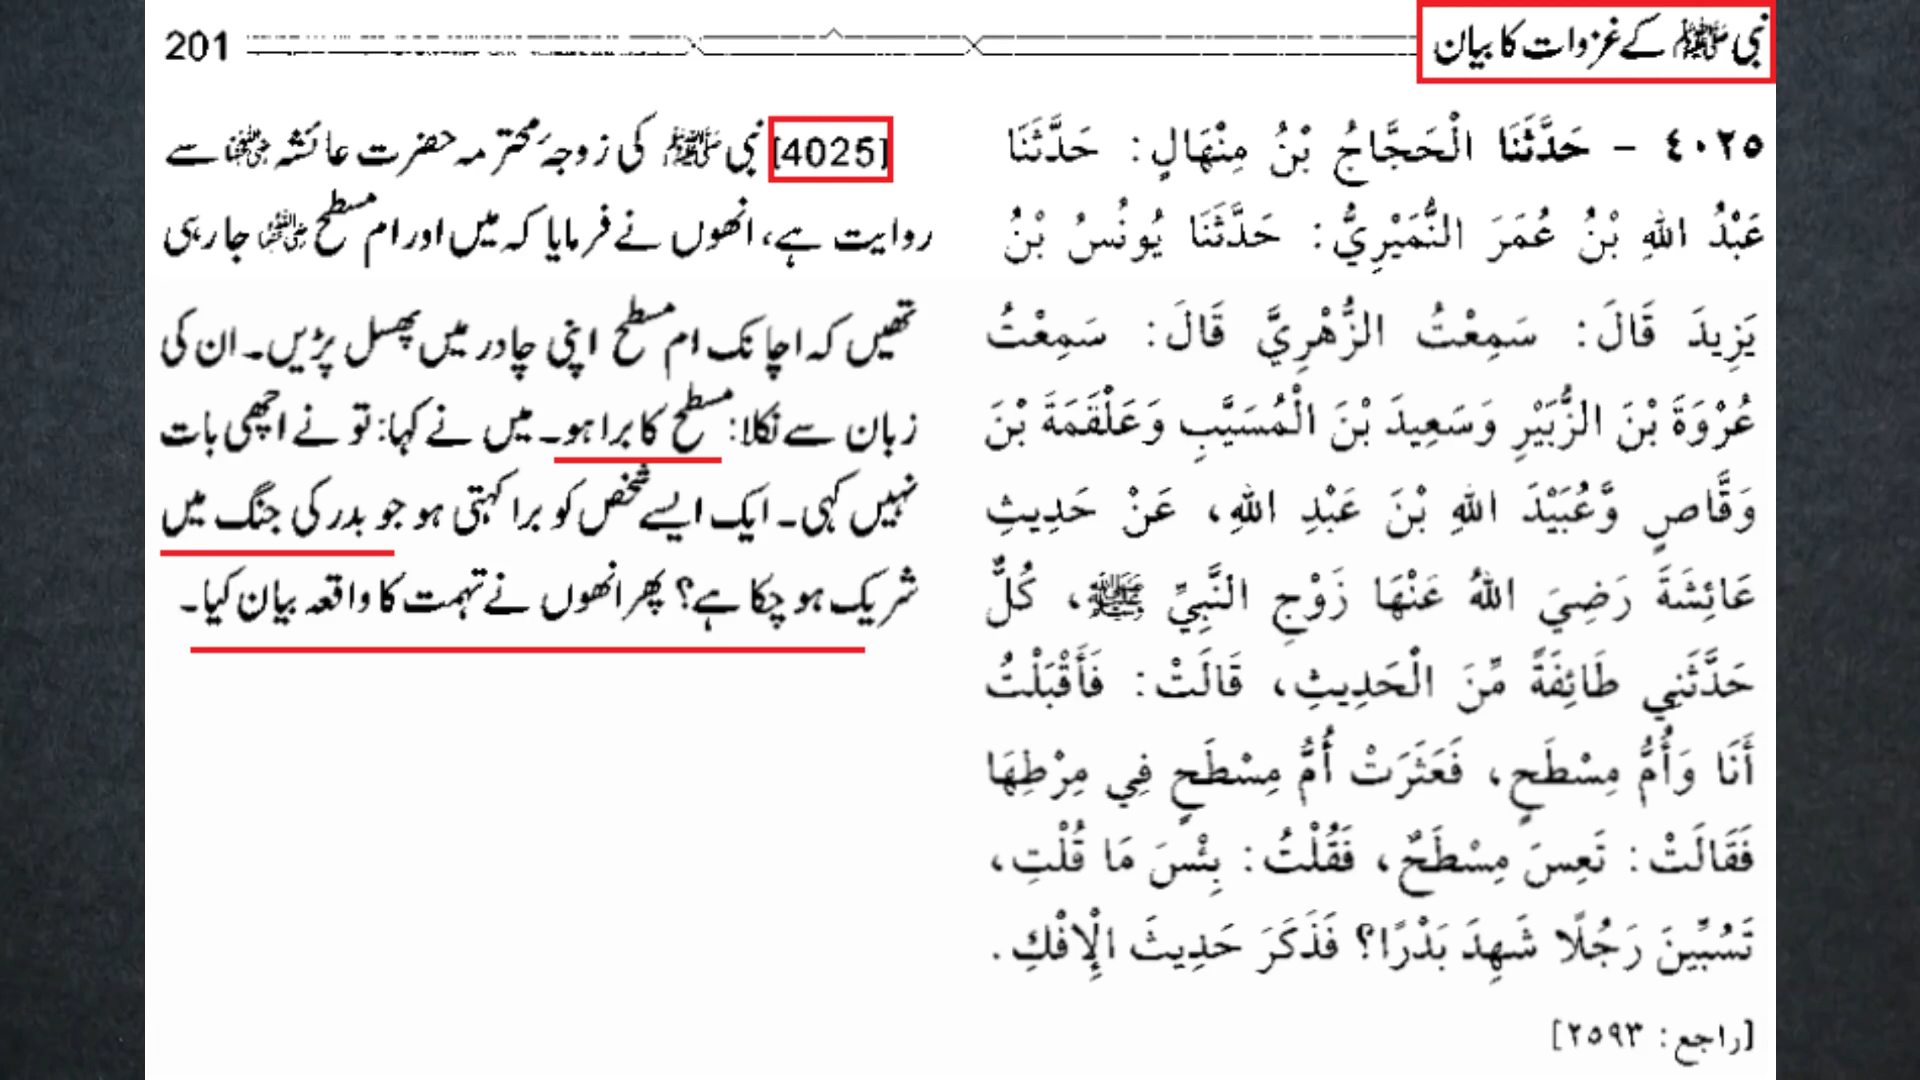 نبی ﷺ کے غزوات کا بیان
201
٤٠٢٥ - حَدَّثَنَا الْحَجَّاجُ بْنُ مِنْهَالٍ: حَدَّثَنَا
عَبْدُ اللهِ بْنُ عُمَرَ النُّمَيْرِيُّ: حَدَّثَنَا يُونُسُ بْنُ
يَزِيدَ قَالَ: سَمِعْتُ الزُّهْرِيَّ قَالَ: سَمِعْتُ
عُرْوَةَ بْنَ الزُّبَيْرِ وَسَعِيدَ بْنَ الْمُسَيَّبِ وَعَلْقَمَةَ بْنَ
وَقَّاصٍ وَّعُبَيْدَ اللهِ بْنَ عَبْدِ اللهِ، عَنْ حَدِيثِ
عَائِشَةَ رَضِيَ اللهُ عَنْهَا زَوْجِ النَّبِيِّ ﷺ، كُلٌّ
حَدَّثَنِي طَائِفَةً مِّنَ الْحَدِيثِ، قَالَتْ: فَأَقْبَلْتُ
أَنَا وَأُمُّ مِسْطَحٍ، فَعَثَرَتْ أُمُّ مِسْطَحٍ فِي مِرْطِهَا
فَقَالَتْ: تَعِسَ مِسْطَحٌ، فَقُلْتُ: بِئْسَ مَا قُلْتِ،
تَسُبِّينَ رَجُلًا شَهِدَ بَدْرًا؟ فَذَكَرَ حَدِيثَ الْإِفْكِ.
[راجع: ٢٥٩٣]
[4025] نبی ﷺ کی زوجۂ محترمہ حضرت عائشہ ؓ سے
روایت ہے، انھوں نے فرمایا کہ میں اور ام مسطح ؓ جا رہی
تھیں کہ اچانک ام مسطح اپنی چادر میں پھسل پڑیں۔ ان کی
زبان سے نکلا: مسطح کا برا ہو۔ میں نے کہا: تو نے اچھی بات
نہیں کہی۔ ایک ایسے شخص کو برا کہتی ہو جو بدر کی جنگ میں
شریک ہو چکا ہے؟ پھر انھوں نے تہمت کا واقعہ بیان کیا۔